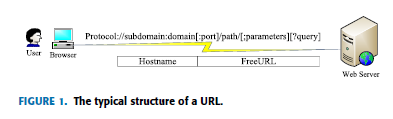 Protocol://subdomain:domain[:port]/path/[;parameters][?query]
User Browser
Hostname FreeURL
Web Server
FIGURE 1. The typical structure of a URL.